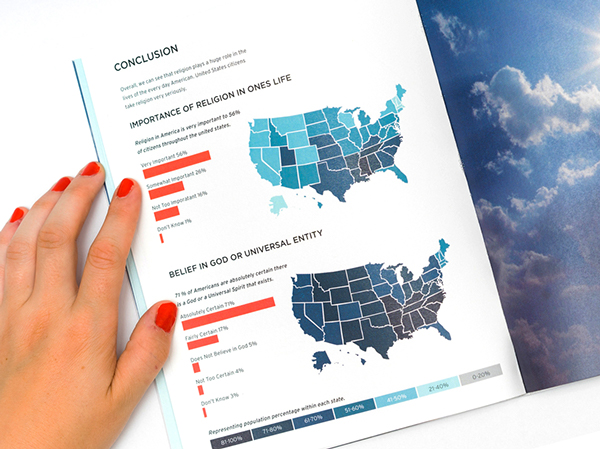 CONCLUSION
Overall, we can see that religion plays a huge role in the
lives of the every day American. United States citizens
take religion very seriously.
IMPORTANCE OF RELIGION IN ONES LIFE
Religion in America is very important to 56%
of citizens throughout the united states.
Very Important 56%
Somewhat Important 26%
Not Too Imporatant 16%
Don't Know 1%
BELIEF IN GOD OR UNIVERSAL ENTITY
71 % of Americans are absolutely certain there
is a God or a Universal Spirit that exists.
Absolutely Certain 71%
Fairly Certain 17%
Does Not Believe in God 5%
Not Too Certain 4%
Don't Know 3%
Representing population percentage within each state.
81-100% 71-80% 61-70% 51-60% 41-50% 21-40% 0-20%